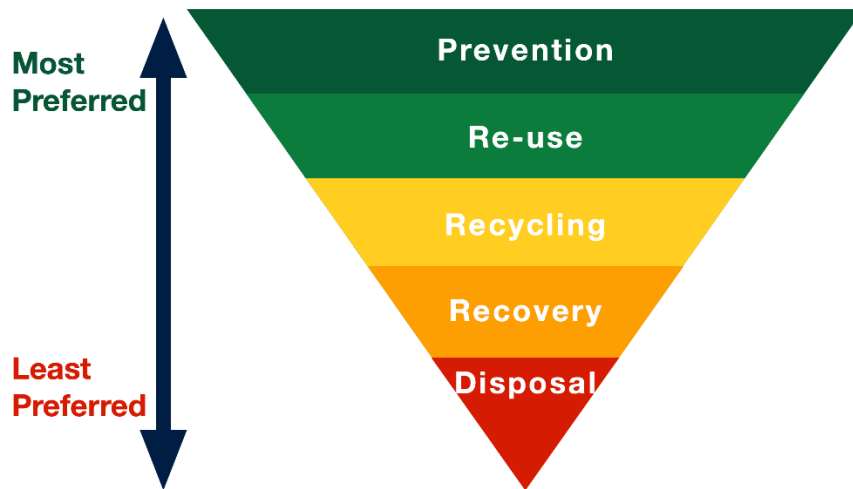 Most
Preferred
Prevention
Re-use
Recycling
Recovery
Disposal
Least
Preferred